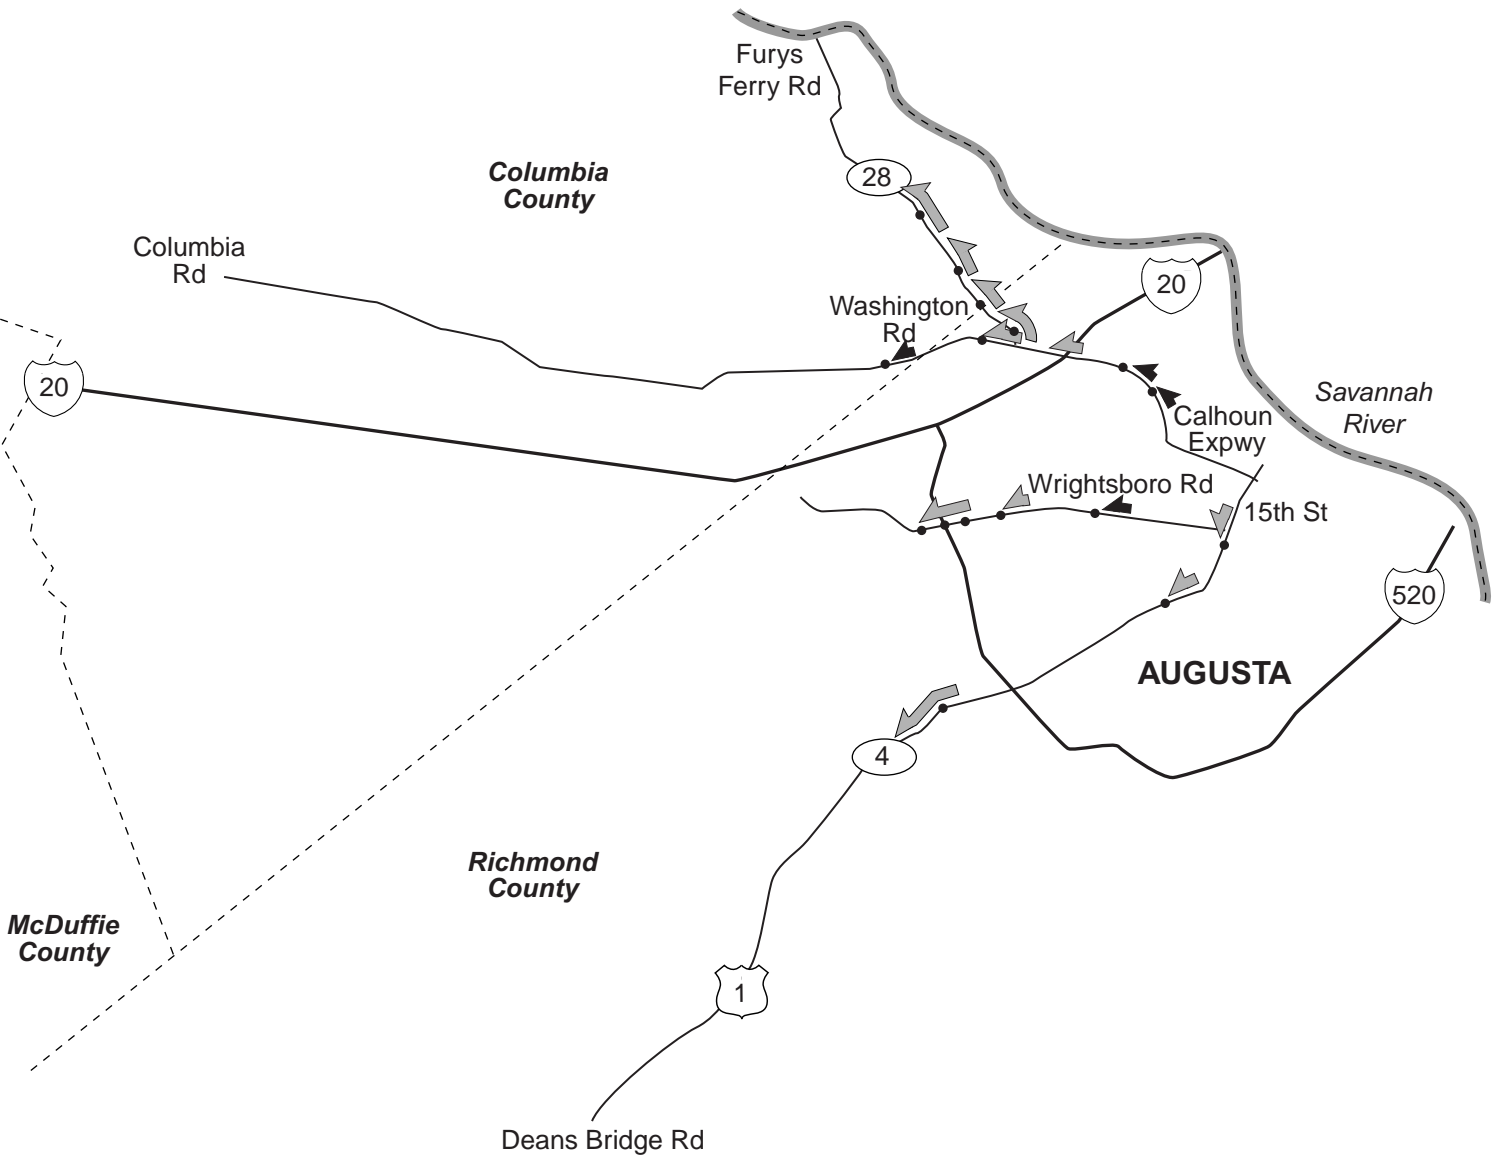 Furys
Ferry Rd
28
Columbia
County
Columbia
Rd
20
Washington
Rd
20
Savannah
River
Calhoun
Expwy
Wrightsboro Rd
15th St
520
AUGUSTA
4
Richmond
County
McDuffie
County
1
Deans Bridge Rd